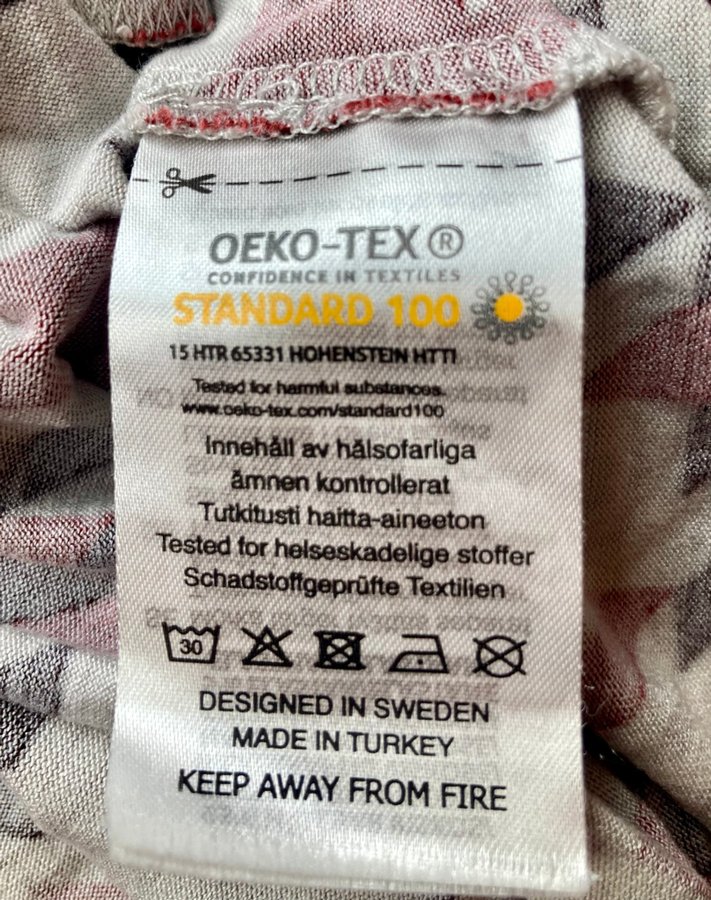 OEKO-TEX®
CONFIDENCE IN TEXTILES
STANDARD 100
15 HTR 65331 HOHENSTEIN HTTI
Tested for harmful substances.
www.oeko-tex.com/standard100
Innehåll av hälsofarliga
ämnen kontrollerat
Tutkitusti haitta-aineeton
Tested for helseskadelige stoffer
Schadstoffgeprüfte Textilien
30
DESIGNED IN SWEDEN
MADE IN TURKEY
KEEP AWAY FROM FIRE